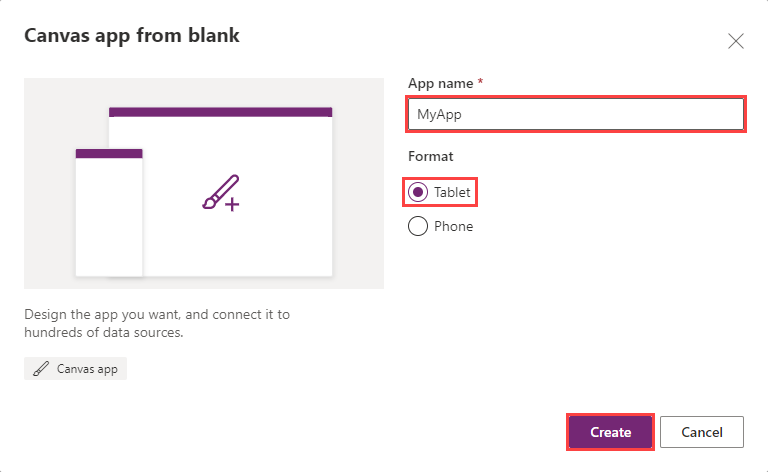 Canvas app from blank
App name *
MyApp
Format
Tablet
Phone
Design the app you want, and connect it to
hundreds of data sources.
Canvas app
Create
Cancel